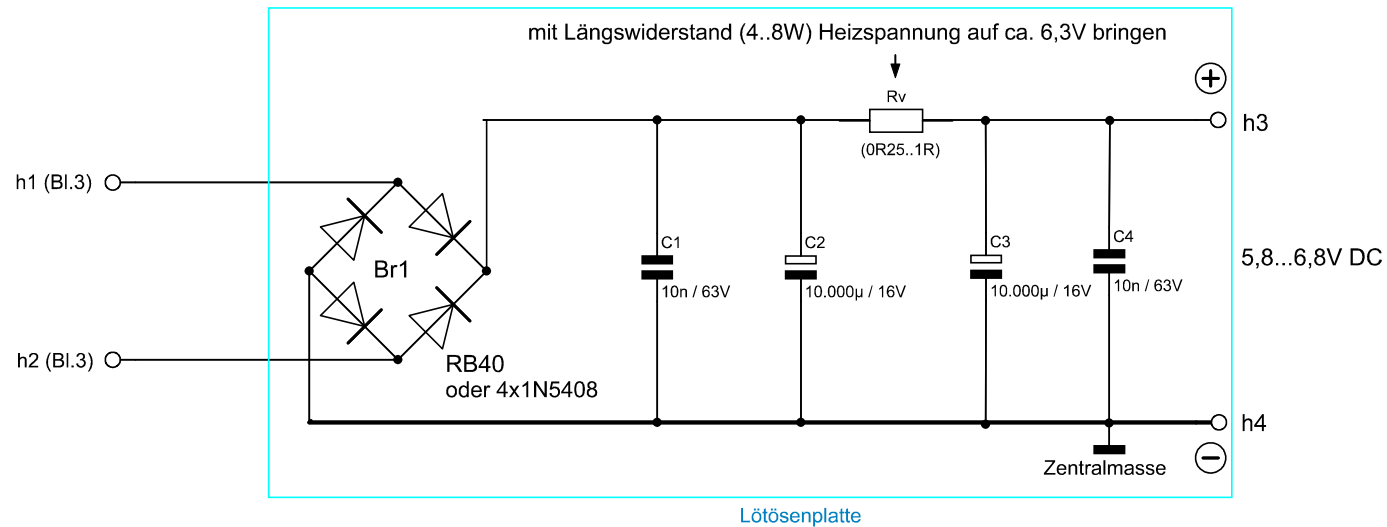 mit Längswiderstand (4..8W) Heizspannung auf ca. 6,3V bringen
+
Rv
h3
(0R25..1R)
h1 (Bl.3)
C1
C2
C3
C4
Br1
5,8...6,8V DC
10n / 63V
10.000µ / 16V
10.000µ / 16V
10n / 63V
h2 (Bl.3)
RB40
oder 4x1N5408
h4
Zentralmasse
−
Lötösenplatte